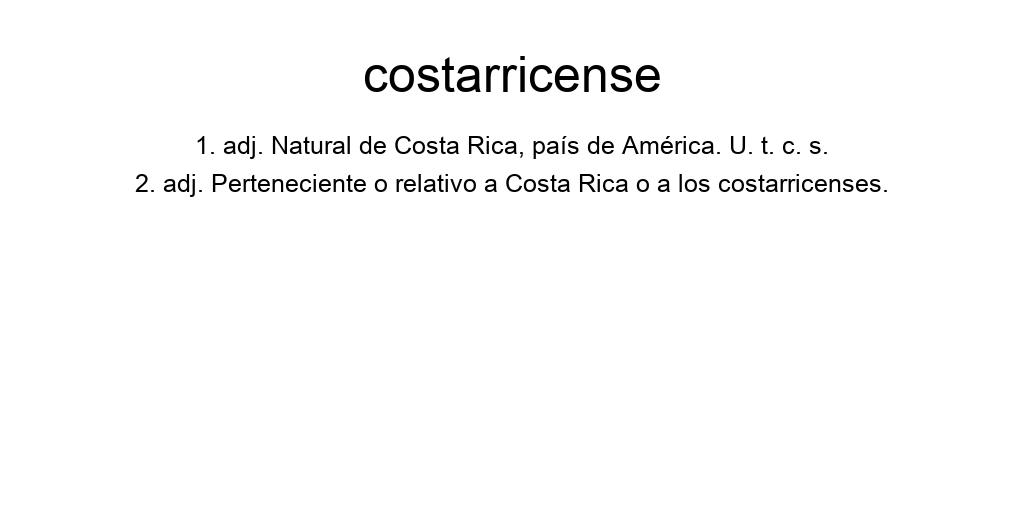 costarricense
1. adj. Natural de Costa Rica, país de América. U. t. c. s.
2. adj. Perteneciente o relativo a Costa Rica o a los costarricenses.